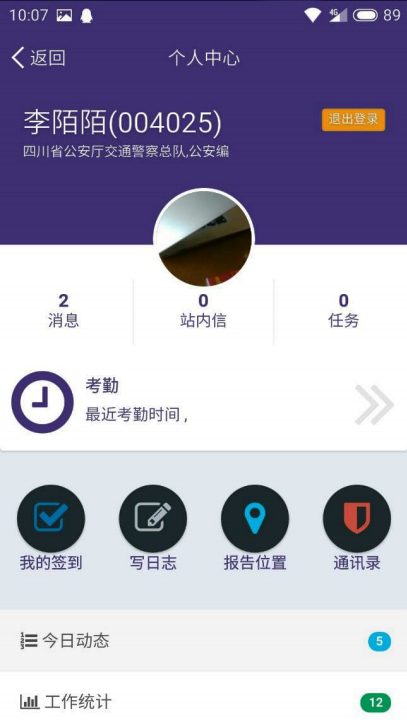 10:07 4G 89
返回 个人中心
李陌陌(004025) 退出登录
四川省公安厅交通警察总队,公安编
2 0 0
消息 站内信 任务
考勤
最近考勤时间 ,
我的签到 写日志 报告位置 通讯录
今日动态 5
工作统计 12